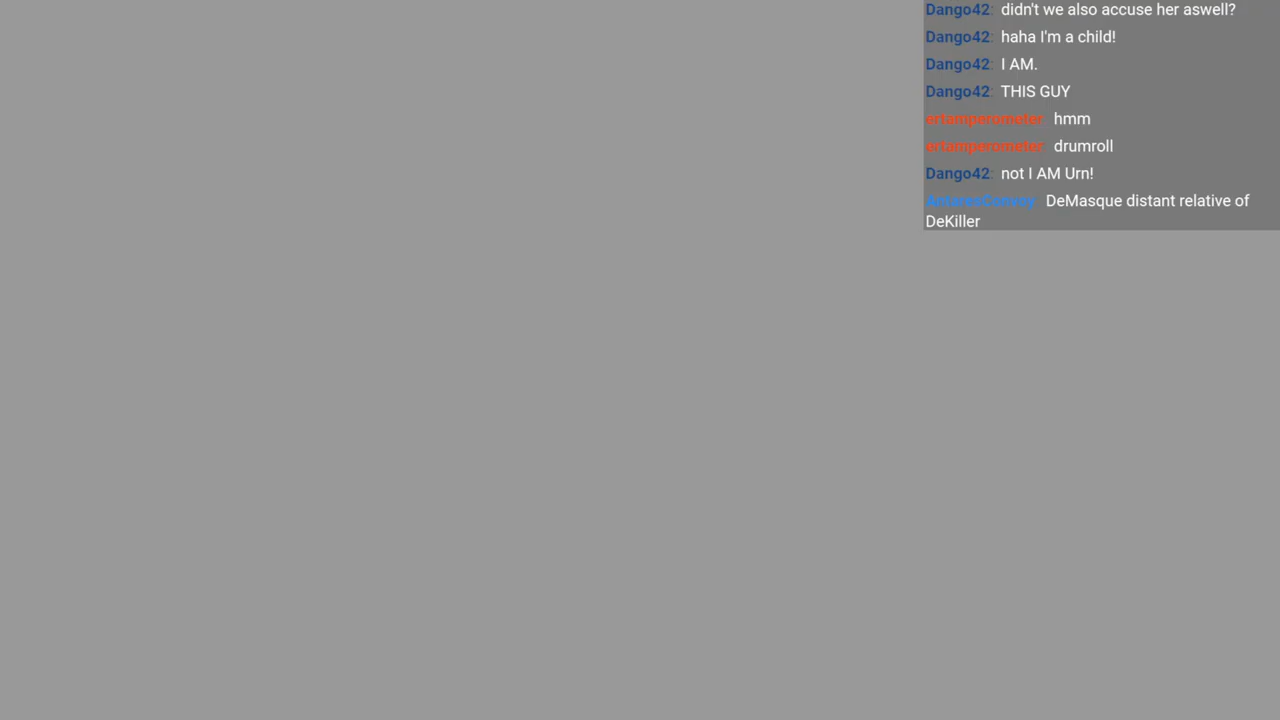 Dango42: didn't we also accuse her aswell?
Dango42: haha I'm a child!
Dango42: I AM.
Dango42: THIS GUY
ertamperometer: hmm
ertamperometer: drumroll
Dango42: not I AM Urn!
DeMasque distant relative of
DeKiller